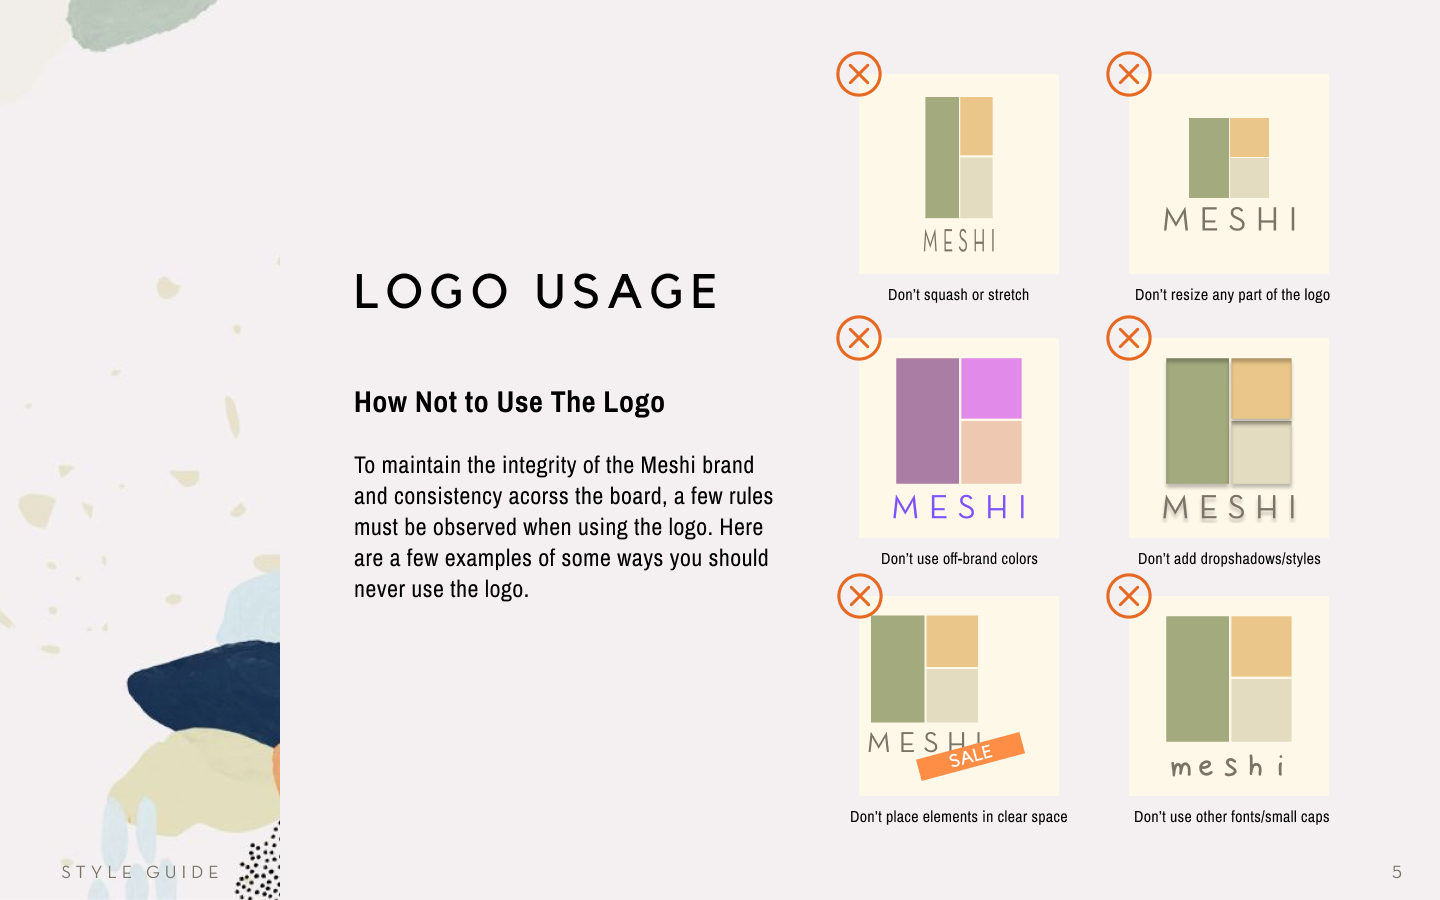 LOGO USAGE
How Not to Use The Logo
To maintain the integrity of the Meshi brand
and consistency acorss the board, a few rules
must be observed when using the logo. Here
are a few examples of some ways you should
never use the logo.
MESHI
Don't squash or stretch
MESHI
Don't resize any part of the logo
MESHI
Don't use off-brand colors
MESHI
Don't add dropshadows/styles
MESHI
SALE
Don't place elements in clear space
meshi
Don't use other fonts/small caps
STYLE GUIDE
5